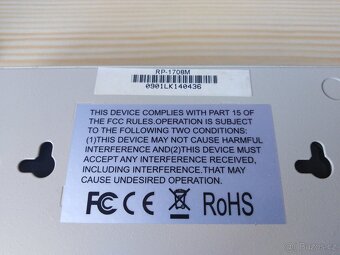 RP-1708M
0901LK140436
THIS DEVICE COMPLIES WITH PART 15 OF
THE FCC RULES.OPERATION IS SUBJECT
TO THE FOLLOWING TWO CONDITIONS:
(1)THIS DEVICE MAY NOT CAUSE HARMFUL
INTERFERENCE AND(2)THIS DEVICE MUST
ACCEPT ANY INTERFERENCE RECEIVED,
INCLUDING INTERFERENCE.THAT MAY
CAUSE UNDESIRED OPERATION.
FC CE RoHS